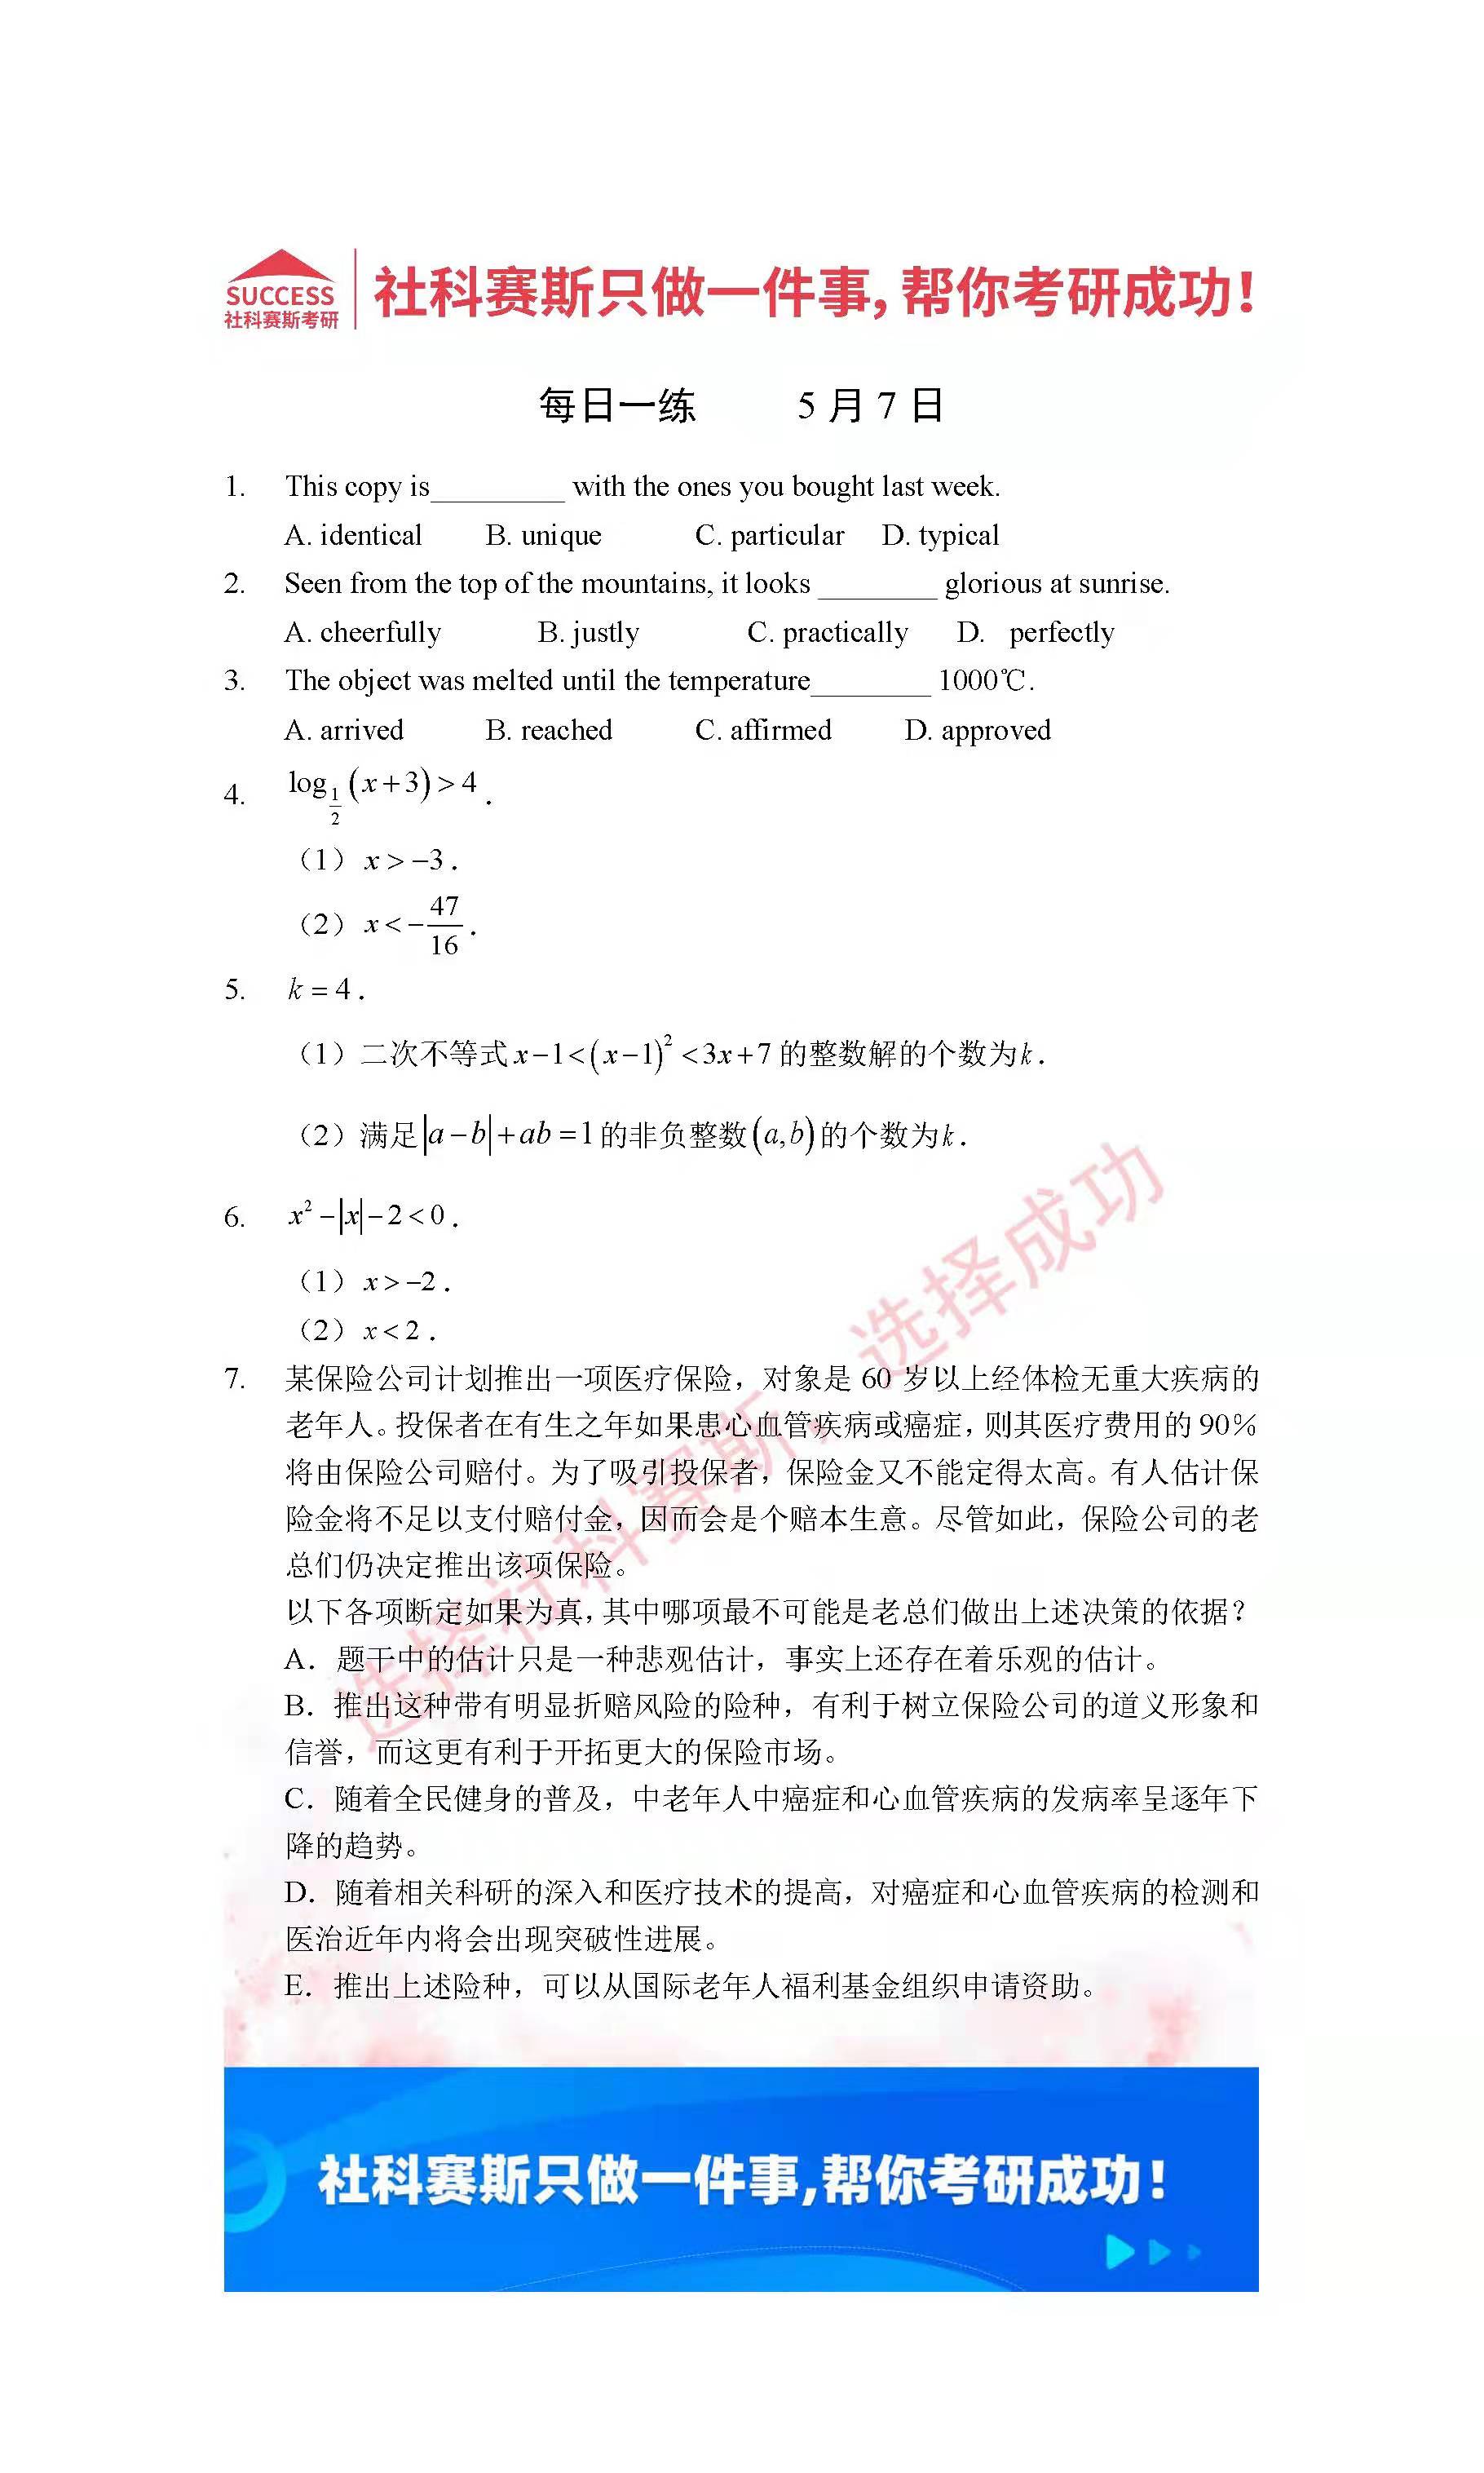 SUCCESS
社科赛斯考研
社科赛斯只做一件事，帮你考研成功！
每日一练 5月7日
1. This copy is_________ with the ones you bought last week.
A. identical B. unique C. particular D. typical
2. Seen from the top of the mountains, it looks ________ glorious at sunrise.
A. cheerfully B. justly C. practically D. perfectly
3. The object was melted until the temperature________ 1000℃.
A. arrived B. reached C. affirmed D. approved
4. log_{1/2}(x+3)>4．
（1）x>−3．
（2）x<−47/16．
5. k=4．
（1）二次不等式x−1<(x−1)²<3x+7的整数解的个数为k．
（2）满足|a−b|+ab=1的非负整数(a,b)的个数为k．
6. x²−|x|−2<0．
（1）x>−2．
（2）x<2．
7. 某保险公司计划推出一项医疗保险，对象是 60 岁以上经体检无重大疾病的
老年人。投保者在有生之年如果患心血管疾病或癌症，则其医疗费用的 90%
将由保险公司赔付。为了吸引投保者，保险金又不能定得太高。有人估计保
险金将不足以支付赔付金，因而会是个赔本生意。尽管如此，保险公司的老
总们仍决定推出该项保险。
以下各项断定如果为真，其中哪项最不可能是老总们做出上述决策的依据？
A．题干中的估计只是一种悲观估计，事实上还存在着乐观的估计。
B．推出这种带有明显折赔风险的险种，有利于树立保险公司的道义形象和
信誉，而这更有利于开拓更大的保险市场。
C．随着全民健身的普及，中老年人中癌症和心血管疾病的发病率呈逐年下
降的趋势。
D．随着相关科研的深入和医疗技术的提高，对癌症和心血管疾病的检测和
医治近年内将会出现突破性进展。
E．推出上述险种，可以从国际老年人福利基金组织申请资助。
选择社科赛斯，选择成功
社科赛斯只做一件事,帮你考研成功！